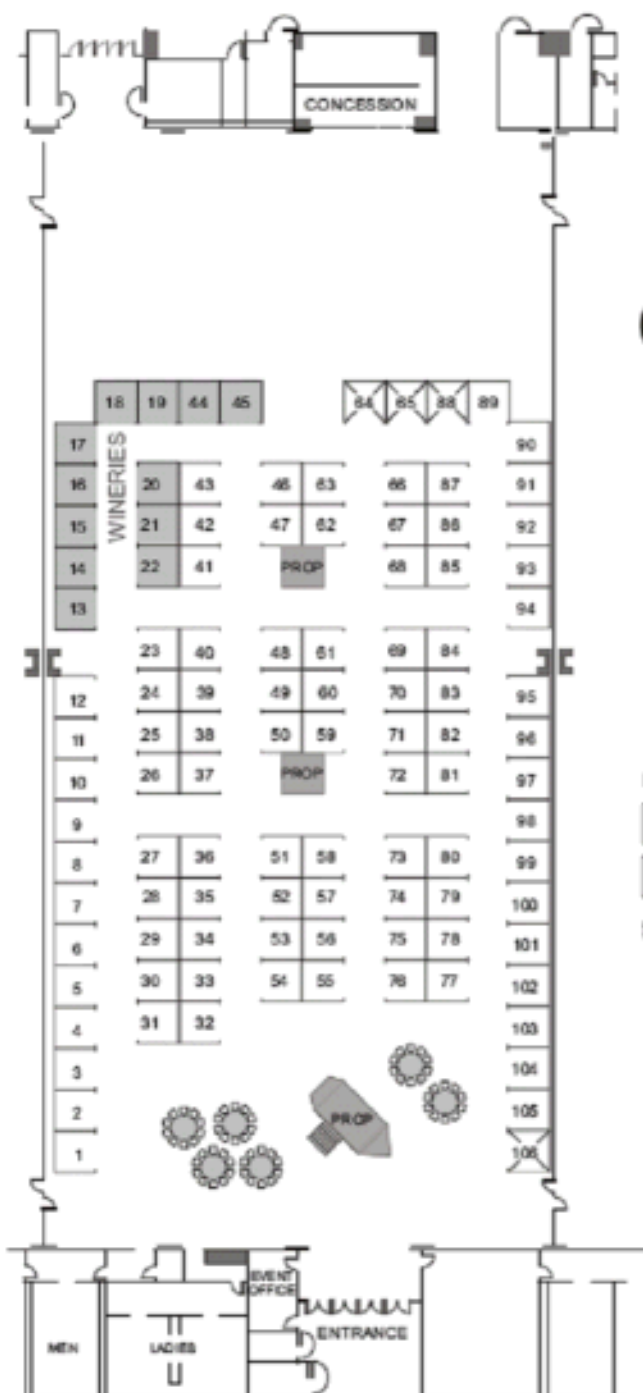 CONCESSION
18 19 44 45 64 65 88 89
17 90
WINERIES
16 20 43 46 63 66 87 91
15 21 42 47 62 67 86 92
14 22 41 PROP 68 85 93
13 94
23 40 48 61 69 84
12 24 39 49 60 70 83 95
11 25 38 50 59 71 82 96
10 26 37 PROP 72 81 97
9 98
8 27 36 51 58 73 80 99
7 28 35 52 57 74 79 100
6 29 34 53 56 75 78 101
5 30 33 54 55 76 77 102
4 31 32 103
3 104
2 PROP 105
1 106
EVENT
OFFICE
MEN LADIES ENTRANCE